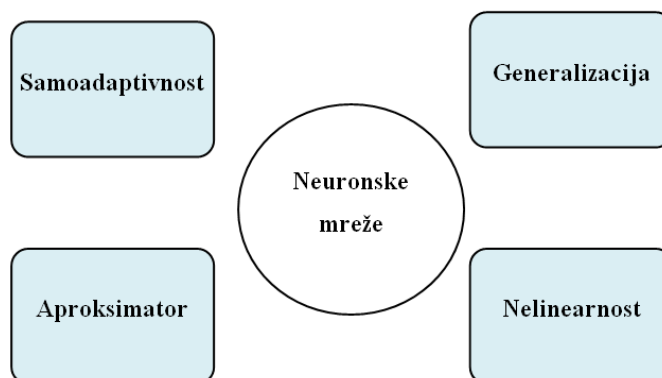 Samoadaptivnost
Generalizacija
Neuronske
mreže
Aproksimator
Nelinearnost